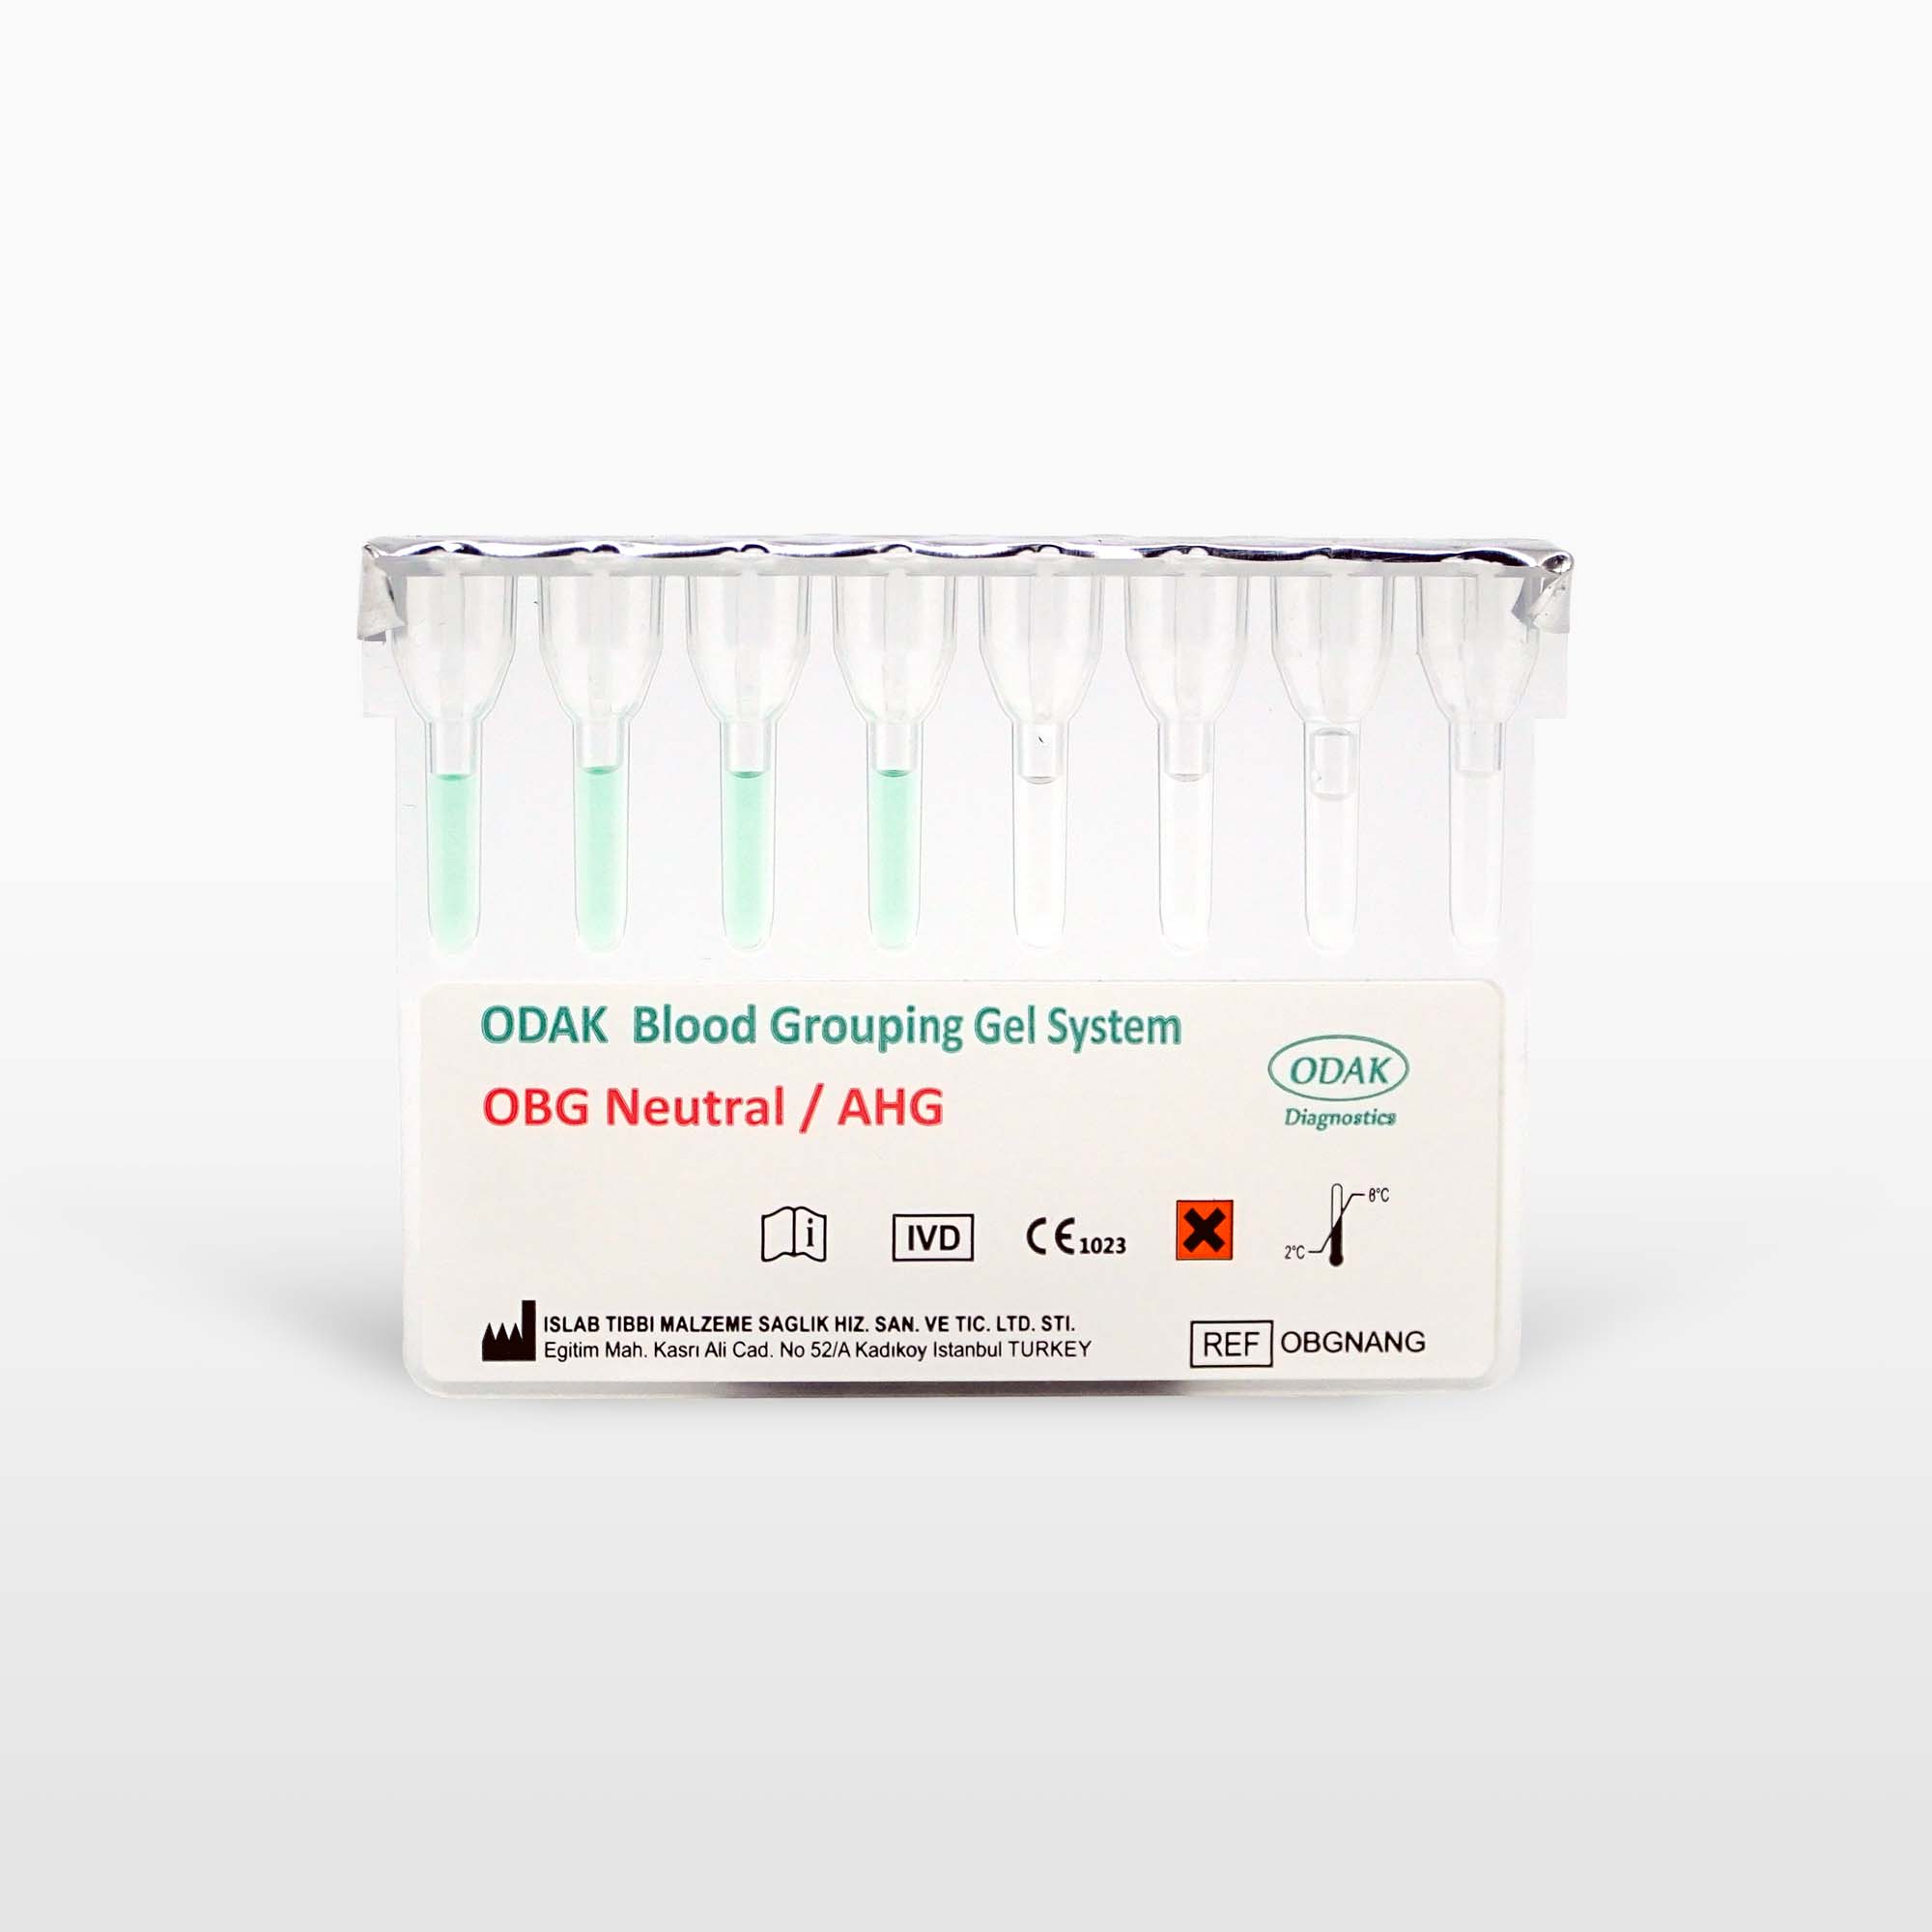 ODAK Blood Grouping Gel System
OBG Neutral / AHG
ODAK
Diagnostics
i
IVD
CE 1023
8°C
2°C
ISLAB TIBBI MALZEME SAGLIK HIZ. SAN. VE TIC. LTD. STI.
Egitim Mah. Kasrı Ali Cad. No 52/A Kadıkoy Istanbul TURKEY
REF OBGNANG